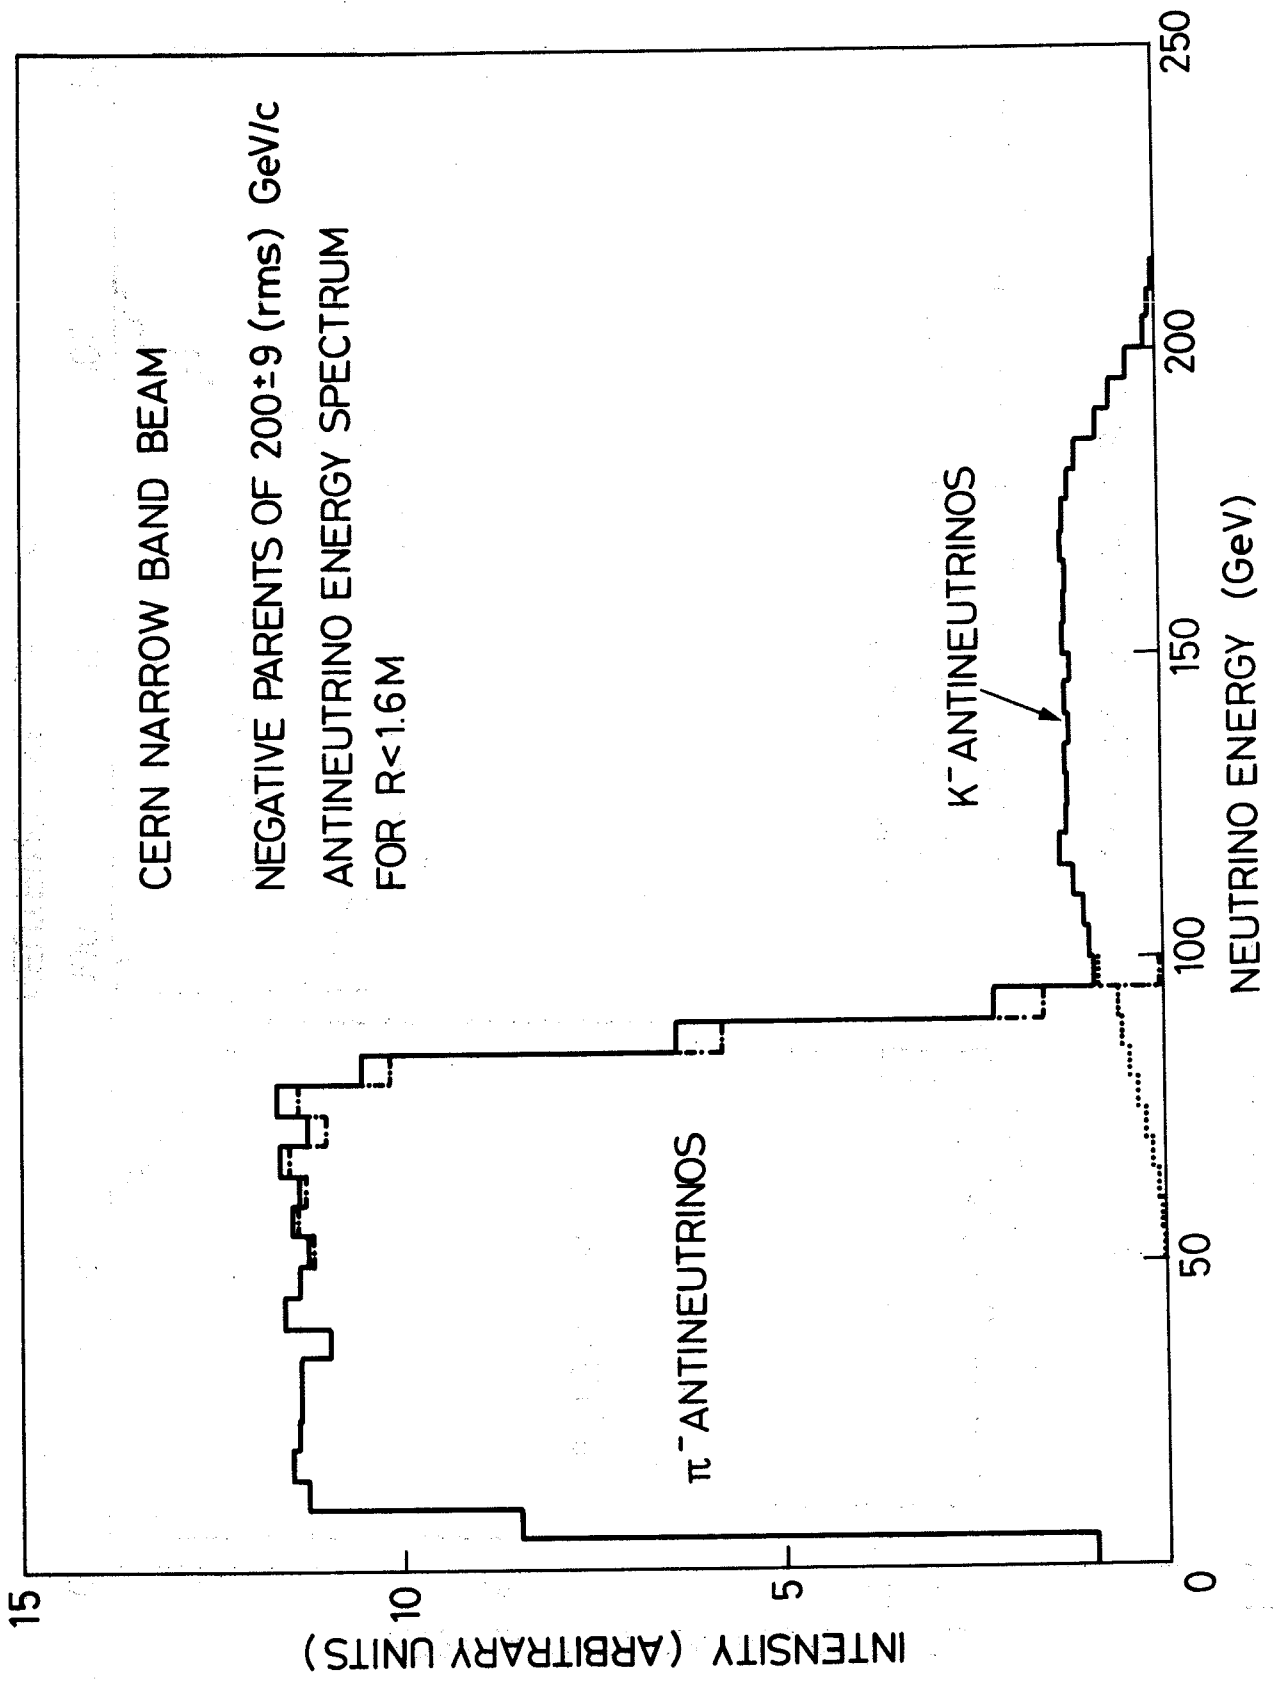 CERN NARROW BAND BEAM
NEGATIVE PARENTS OF 200±9 (rms) GeV/c
ANTINEUTRINO ENERGY SPECTRUM
FOR R<1.6M
π⁻ ANTINEUTRINOS
K⁻ ANTINEUTRINOS
INTENSITY (ARBITRARY UNITS)
15
10
5
0
50
100
150
200
250
NEUTRINO ENERGY (GeV)